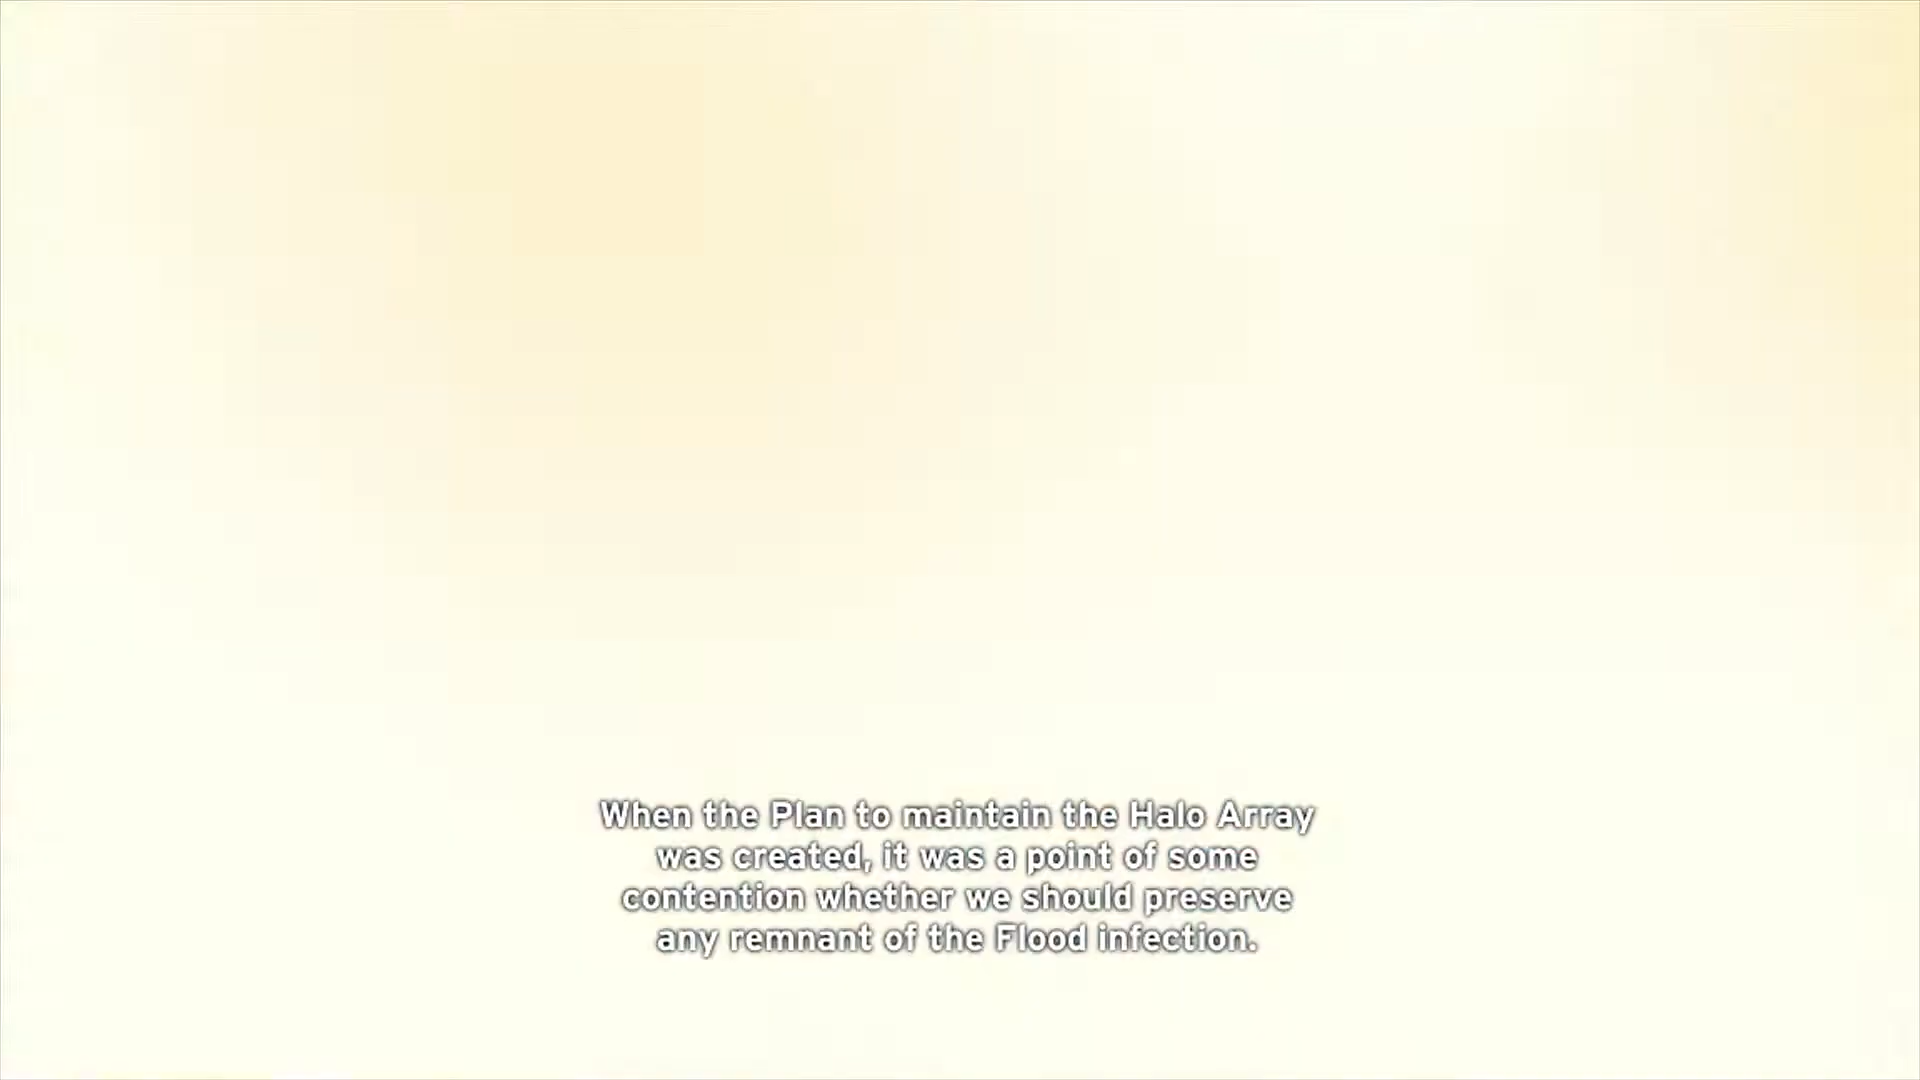 When the Plan to maintain the Halo Array
was created, it was a point of some
contention whether we should preserve
any remnant of the Flood infection.